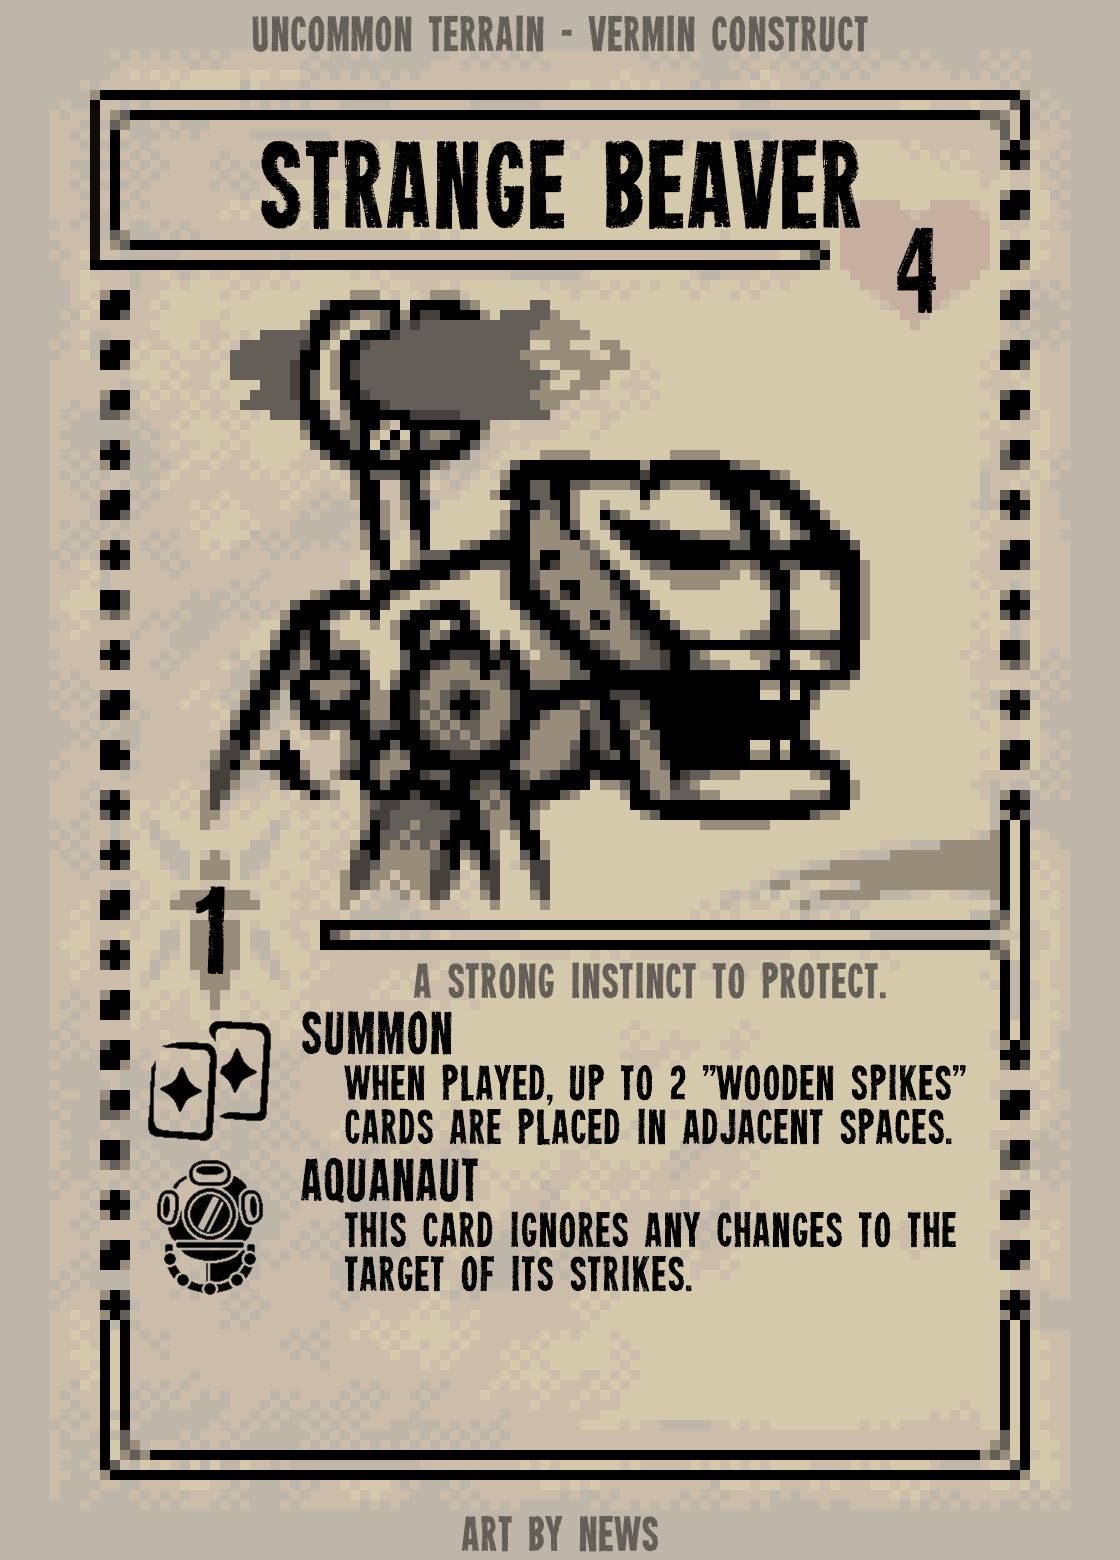 UNCOMMON TERRAIN - VERMIN CONSTRUCT
STRANGE BEAVER
4
1
A STRONG INSTINCT TO PROTECT.
SUMMON
WHEN PLAYED, UP TO 2 ”WOODEN SPIKES”
CARDS ARE PLACED IN ADJACENT SPACES.
AQUANAUT
THIS CARD IGNORES ANY CHANGES TO THE
TARGET OF ITS STRIKES.
ART BY NEWS